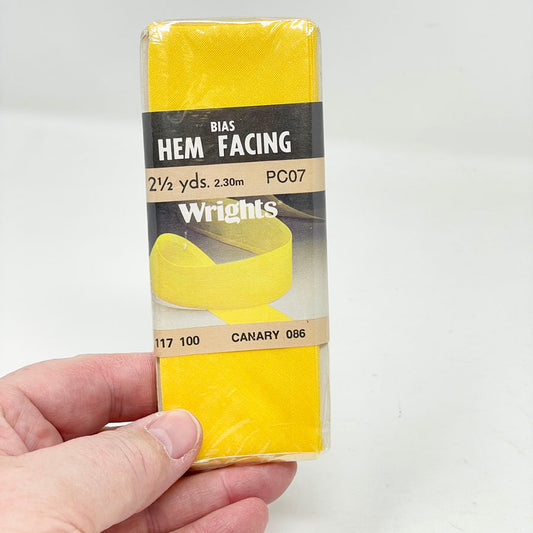 BIAS
HEM FACING
2½ yds. 2.30m PC07
Wrights
117 100 CANARY 086